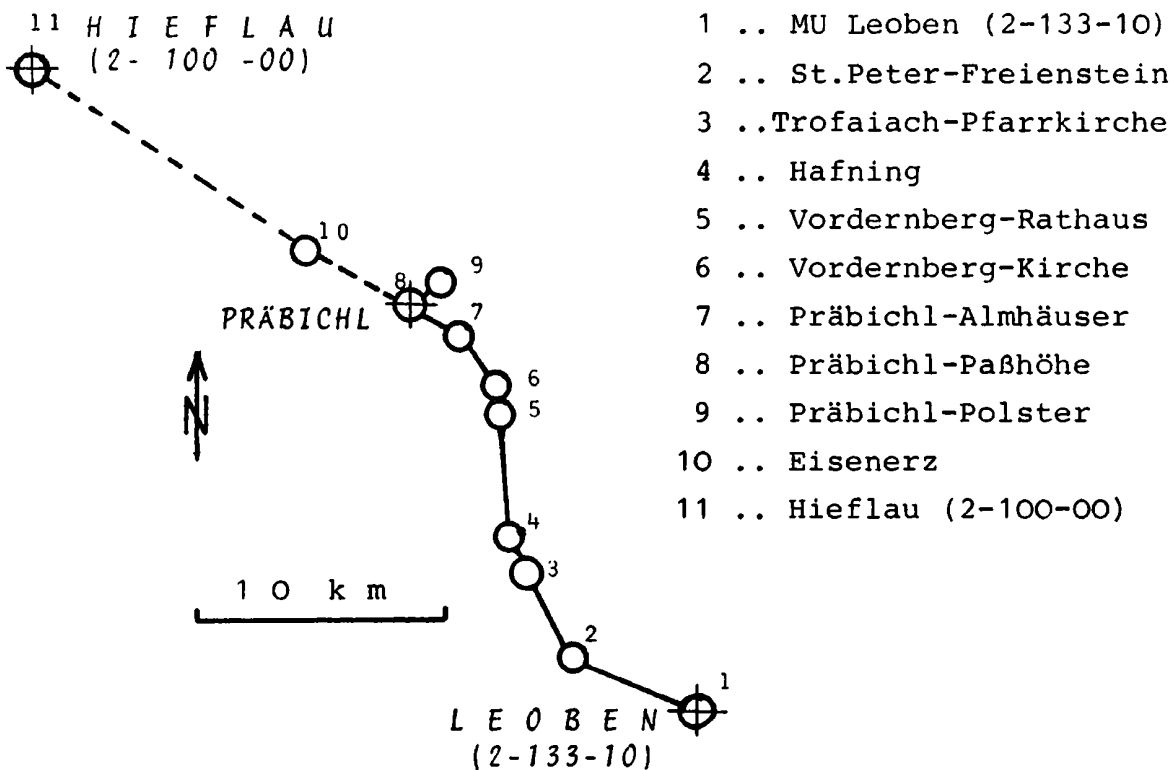 11 H I E F L A U
(2- 100 -00)
10
8
9
PRÄBICHL
7
6
5
N
4
3
1 0 k m
2
1
L E O B E N
(2-133-10)
1 .. MU Leoben (2-133-10)
2 .. St.Peter-Freienstein
3 ..Trofaiach-Pfarrkirche
4 .. Hafning
5 .. Vordernberg-Rathaus
6 .. Vordernberg-Kirche
7 .. Präbichl-Almhäuser
8 .. Präbichl-Paßhöhe
9 .. Präbichl-Polster
10 .. Eisenerz
11 .. Hieflau (2-100-00)